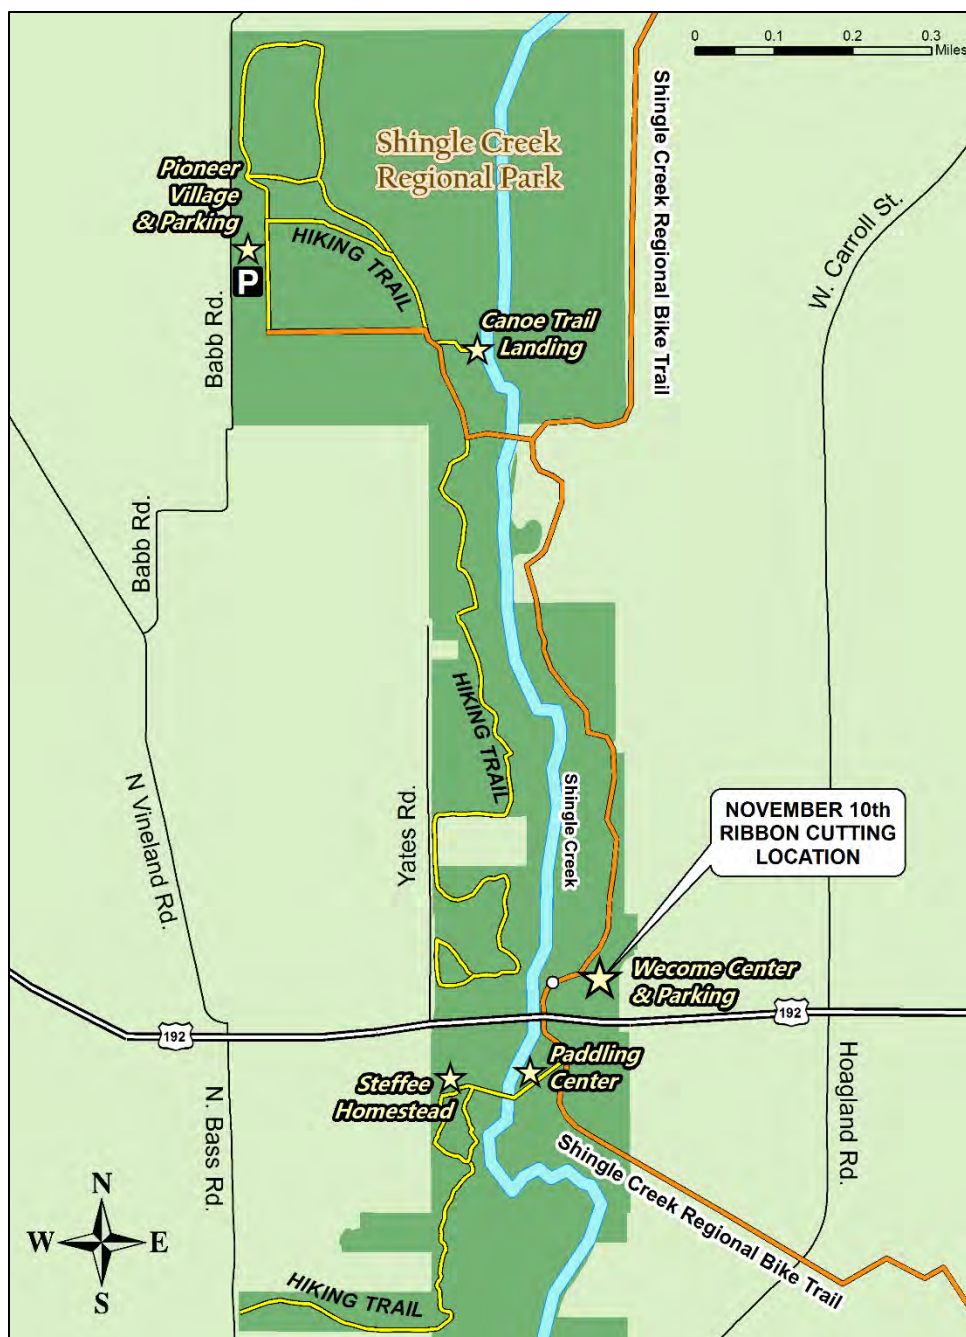 0 0.1 0.2 0.3
Miles
Shingle Creek
Regional Park
Shingle Creek Regional Bike Trail
Pioneer
Village
& Parking
P
HIKING TRAIL
Canoe Trail
Landing
W. Carroll St.
Babb Rd.
Babb Rd.
HIKING TRAIL
N Vineland Rd.
Yates Rd.
Shingle Creek
NOVEMBER 10th
RIBBON CUTTING
LOCATION
Wecome Center
& Parking
192
192
Paddling
Center
Steffee
Homestead
N. Bass Rd.
Hoagland Rd.
Shingle Creek Regional Bike Trail
HIKING TRAIL
N
W E
S